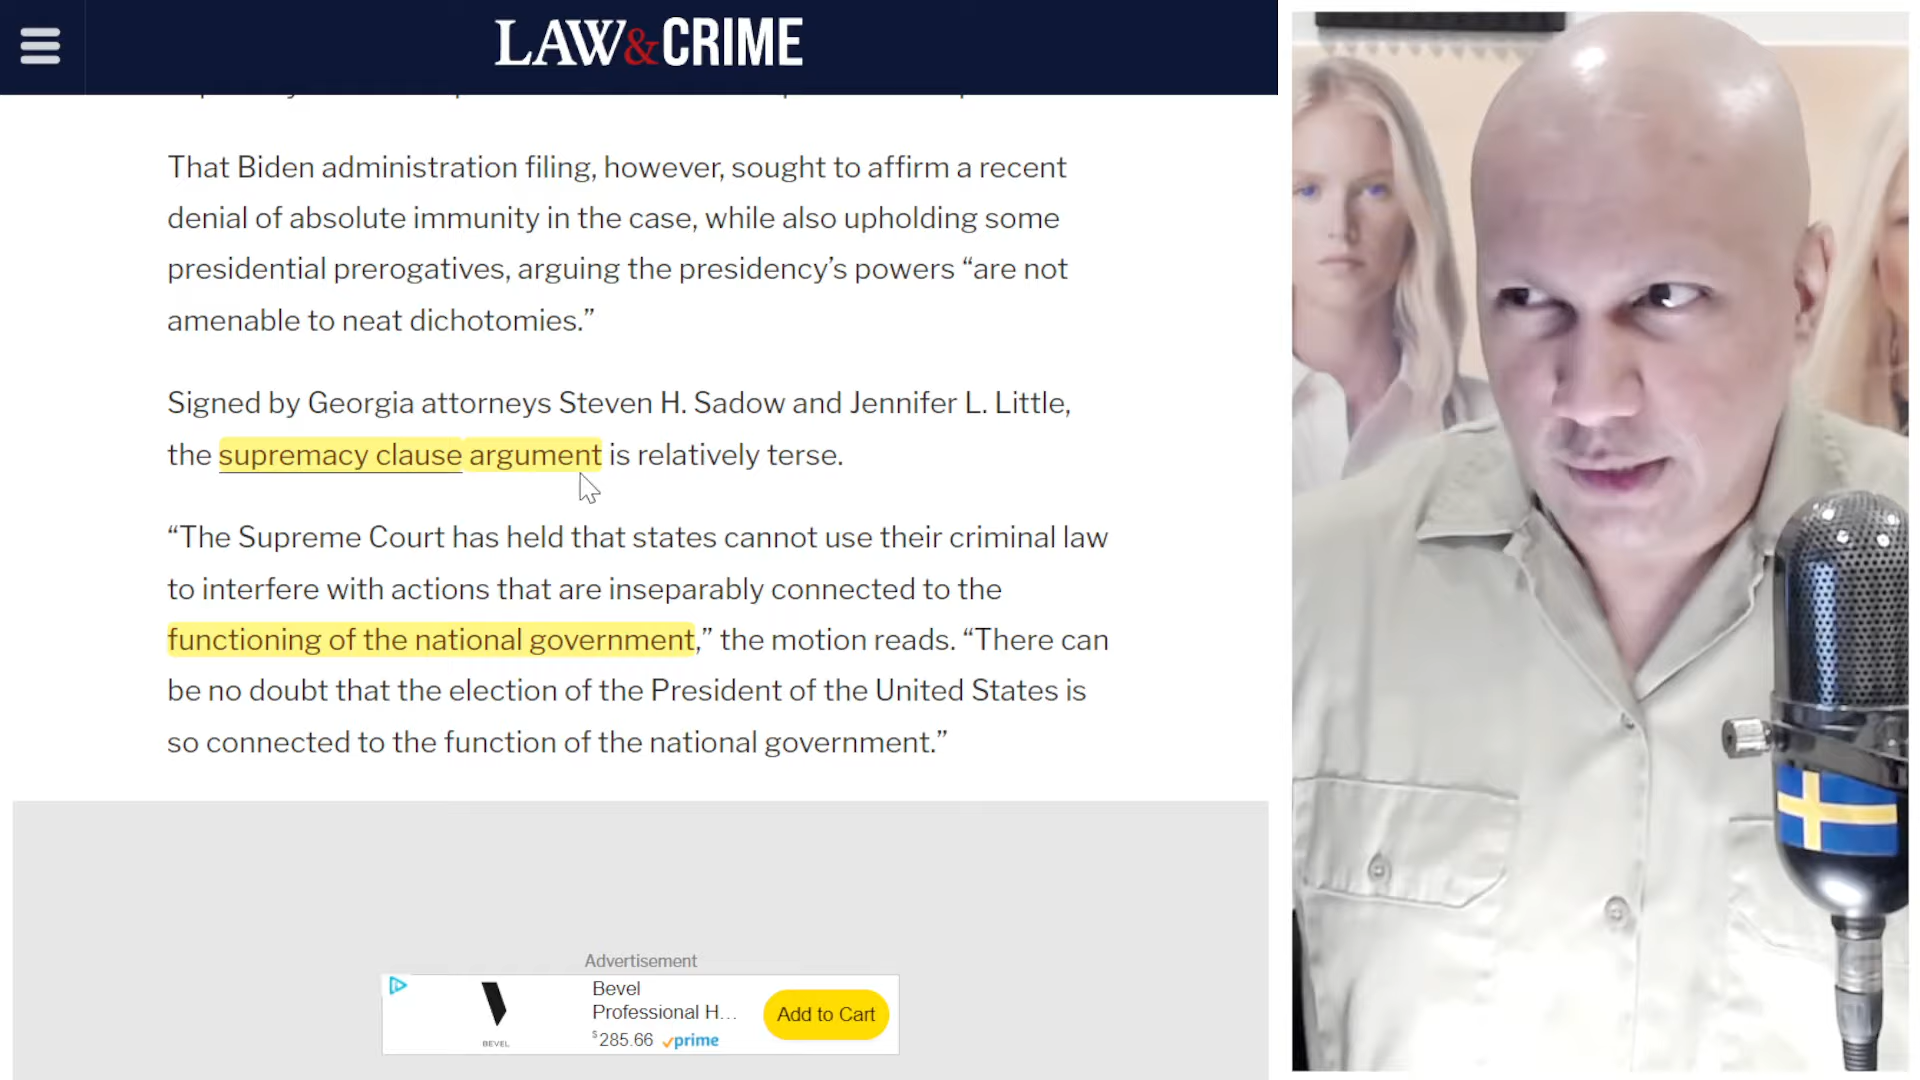 LAW&CRIME
That Biden administration filing, however, sought to affirm a recent
denial of absolute immunity in the case, while also upholding some
presidential prerogatives, arguing the presidency’s powers “are not
amenable to neat dichotomies.”
Signed by Georgia attorneys Steven H. Sadow and Jennifer L. Little,
the supremacy clause argument is relatively terse.
“The Supreme Court has held that states cannot use their criminal law
to interfere with actions that are inseparably connected to the
functioning of the national government,” the motion reads. “There can
be no doubt that the election of the President of the United States is
so connected to the function of the national government.”
Advertisement
BEVEL
Bevel
Professional H...
$285.66 prime
Add to Cart